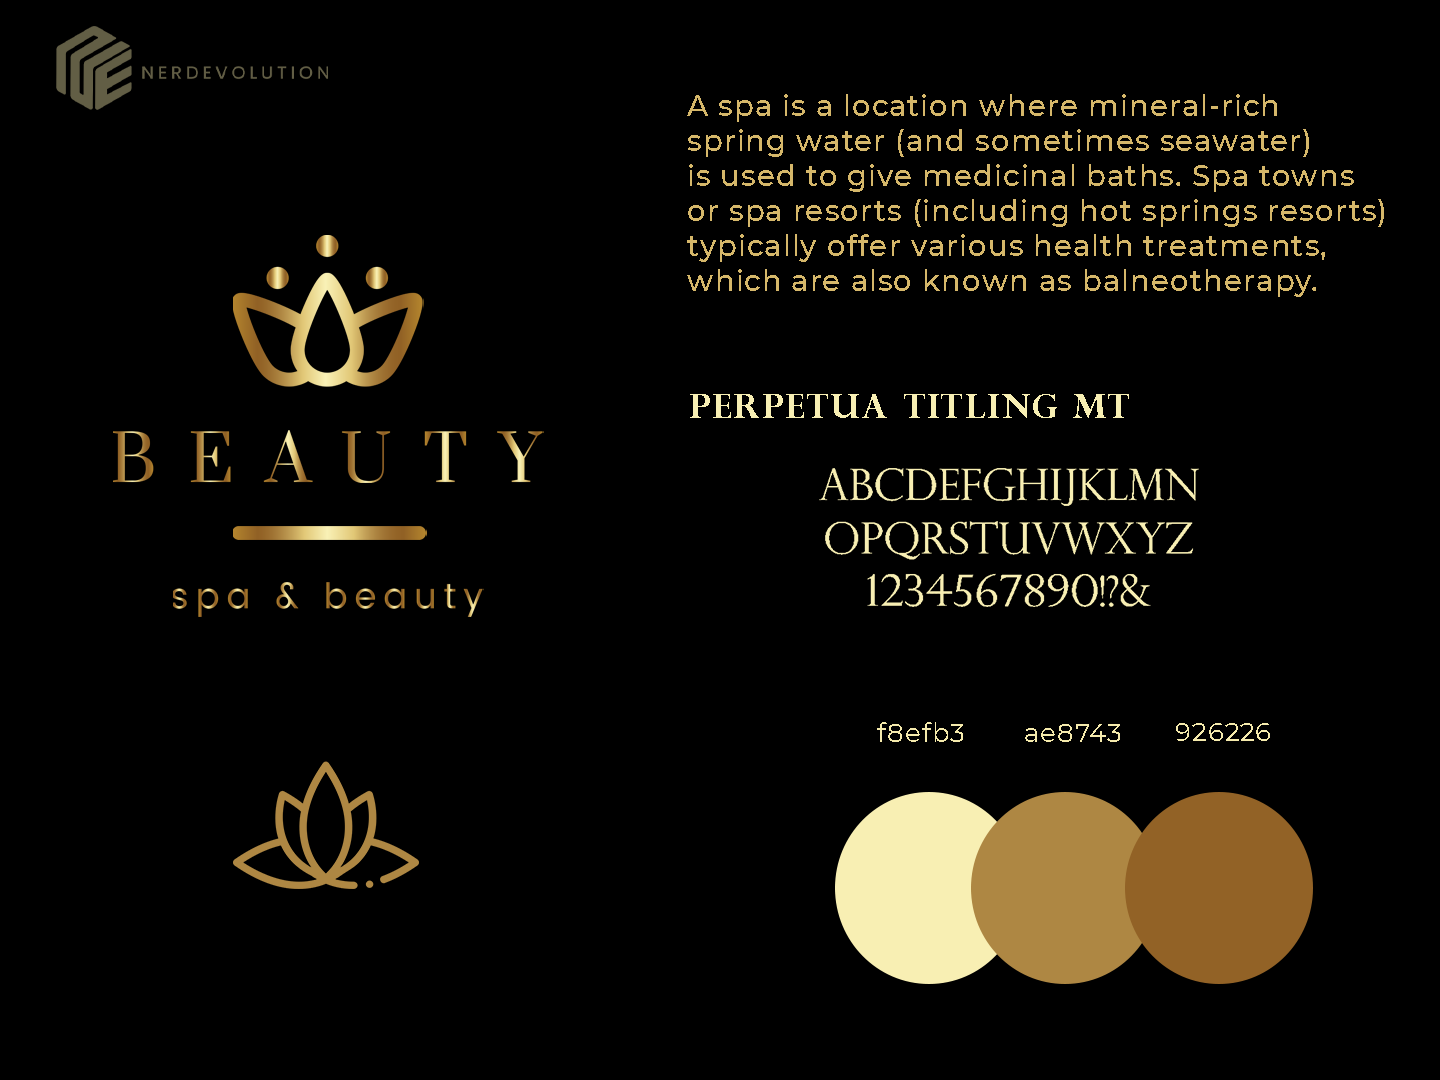 NERDEVOLUTION
A spa is a location where mineral-rich
spring water (and sometimes seawater)
is used to give medicinal baths. Spa towns
or spa resorts (including hot springs resorts)
typically offer various health treatments,
which are also known as balneotherapy.
BEAUTY
spa & beauty
PERPETUA TITLING MT
ABCDEFGHIJKLMN
OPQRSTUVWXYZ
1234567890!?&
f8efb3 ae8743 926226